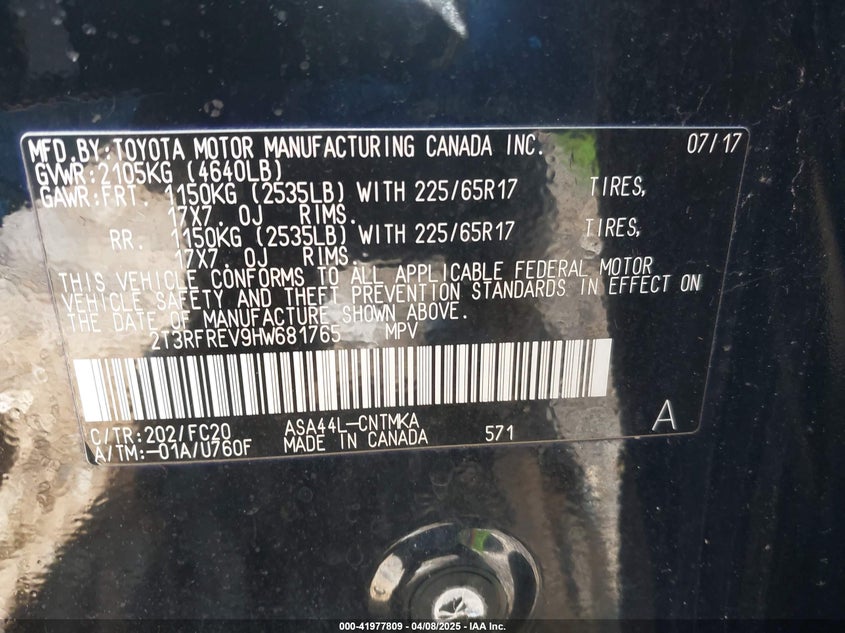 MFD.BY:TOYOTA MOTOR MANUFACTURING CANADA INC. 07/17
GVWR:2105KG (4640LB)
GAWR:FRT. 1150KG (2535LB) WITH 225/65R17 TIRES,
17X7. 0J RIMS.
RR. 1150KG (2535LB) WITH 225/65R17 TIRES,
17X7. 0J RIMS.
THIS VEHICLE CONFORMS TO ALL APPLICABLE FEDERAL MOTOR
VEHICLE SAFETY AND THEFT PREVENTION STANDARDS IN EFFECT ON
THE DATE OF MANUFACTURE SHOWN ABOVE.
2T3RFREV9HW681765 MPV
C/TR:202/FC20 ASA44L-CNTMKA
A/TM:-01A/U760F MADE IN CANADA 571 A
000-41977809 - 04/08/2025 - IAA Inc.